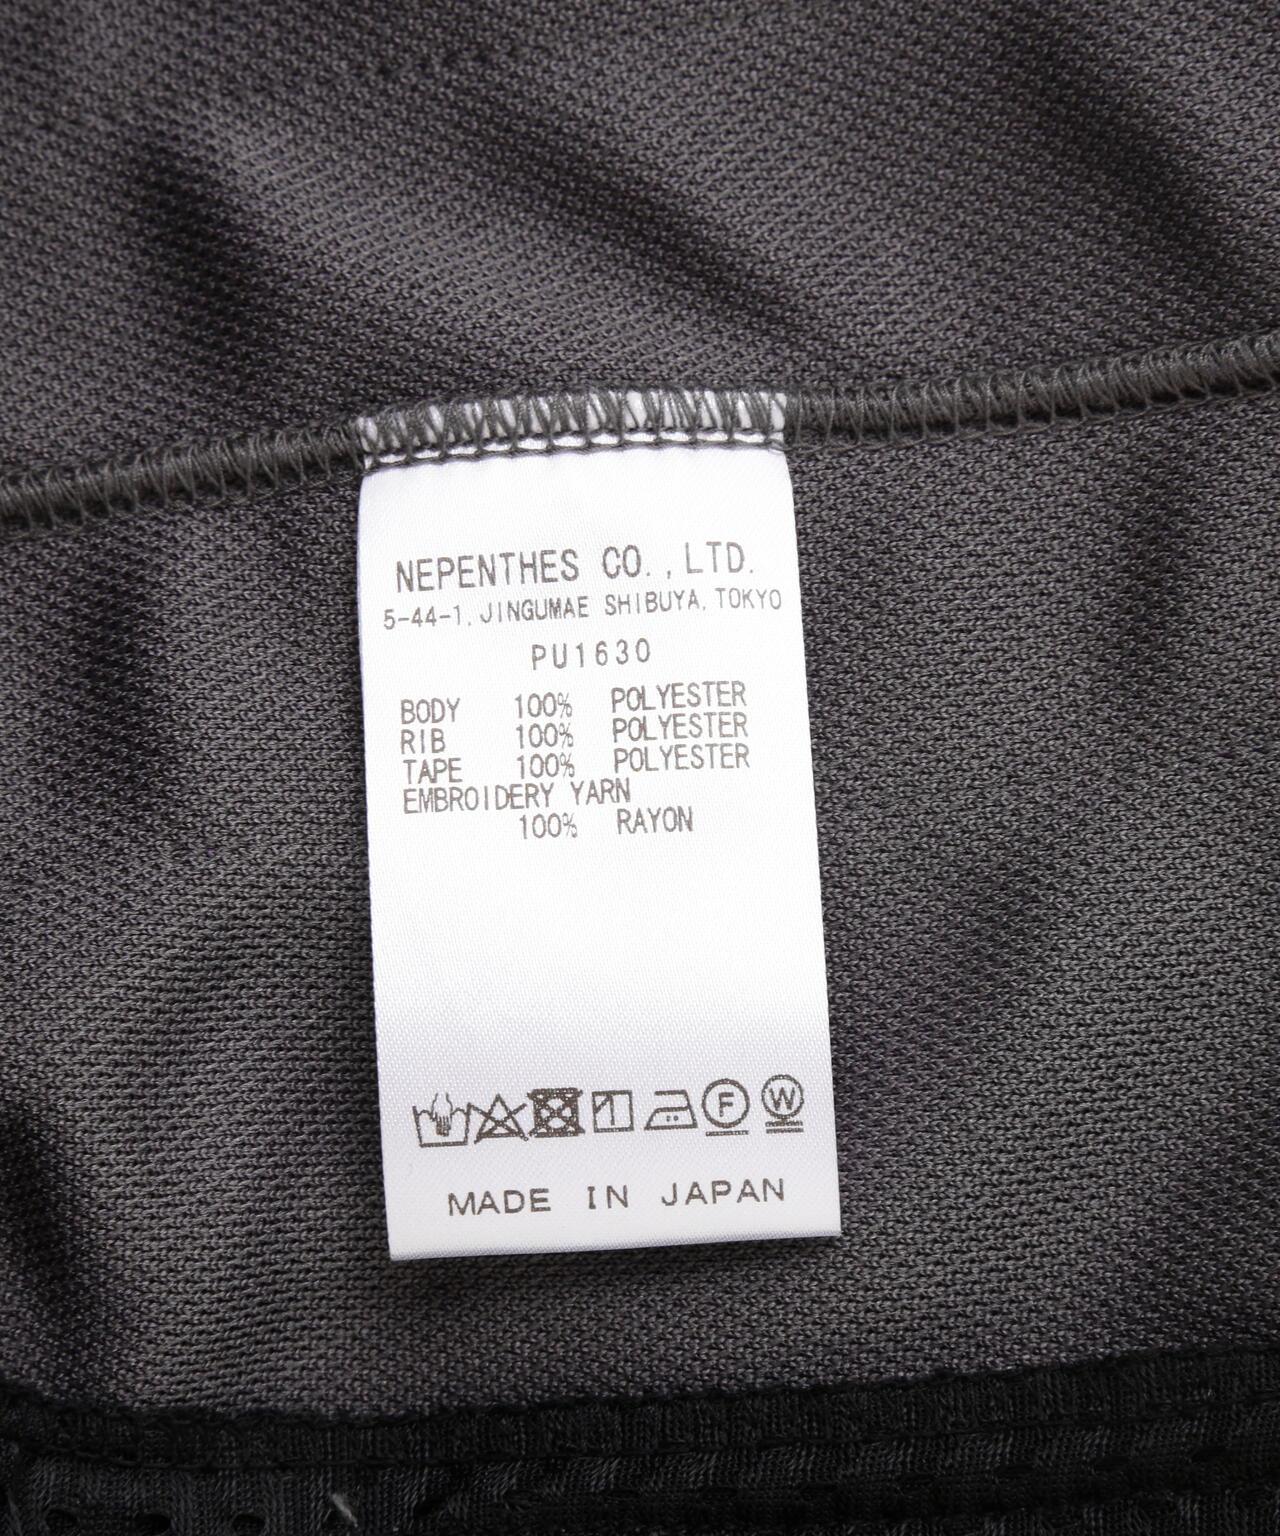 NEPENTHES CO.,LTD.
5-44-1, JINGUMAE SHIBUYA, TOKYO
PU1630
BODY 100% POLYESTER
RIB 100% POLYESTER
TAPE 100% POLYESTER
EMBROIDERY YARN
100% RAYON
F W
MADE IN JAPAN